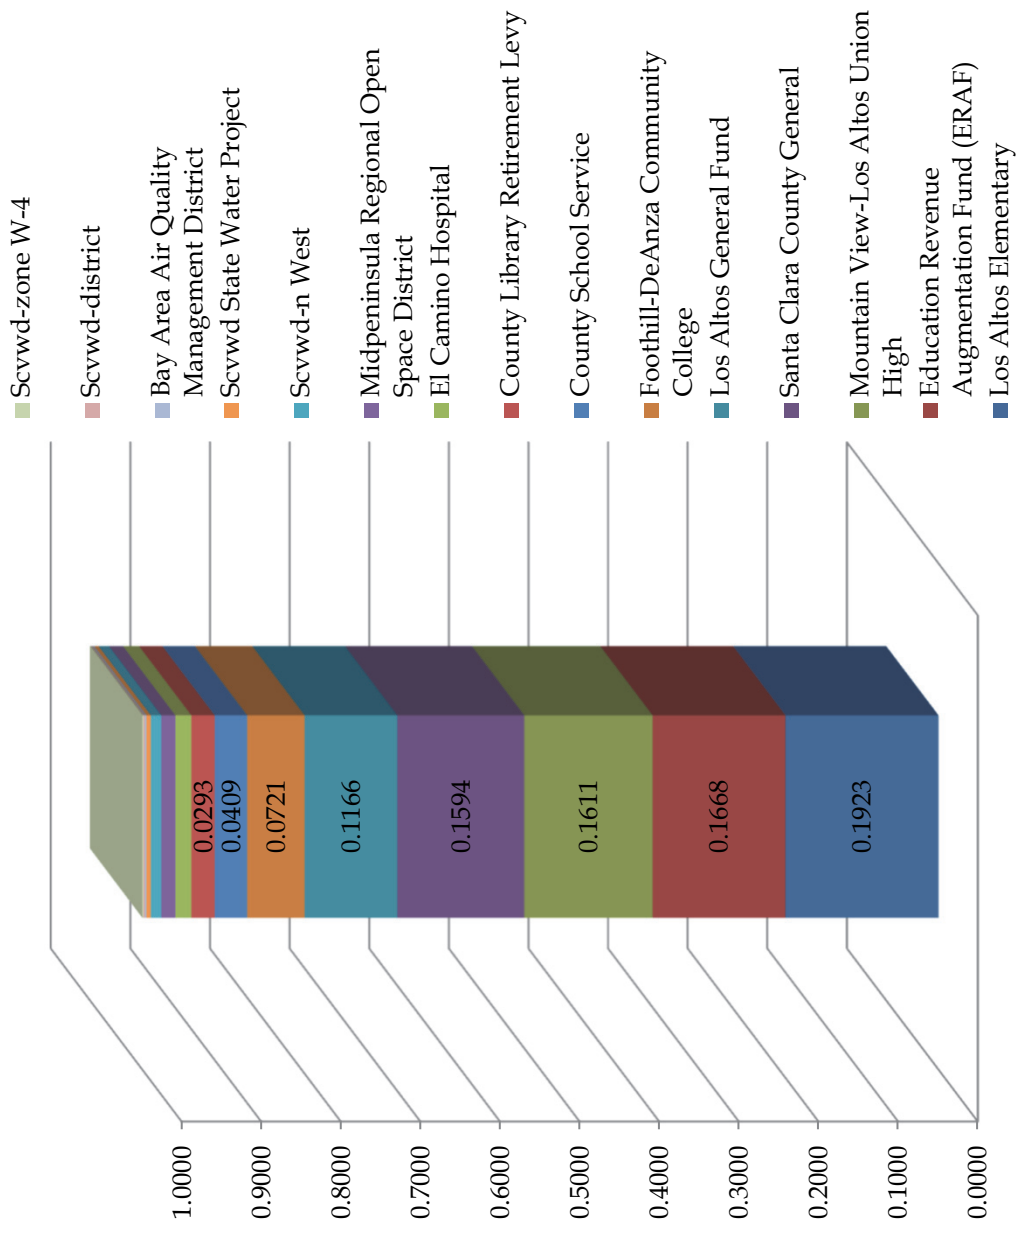 Scvwd-zone W-4
Scvwd-district
Bay Area Air Quality
Management District
Scvwd State Water Project
Scvwd-n West
Midpeninsula Regional Open
Space District
El Camino Hospital
County Library Retirement Levy
County School Service
Foothill-DeAnza Community
College
Los Altos General Fund
Santa Clara County General
Mountain View-Los Altos Union
High
Education Revenue
Augmentation Fund (ERAF)
Los Altos Elementary
0.0293
0.0409
0.0721
0.1166
0.1594
0.1611
0.1668
0.1923
1.0000
0.9000
0.8000
0.7000
0.6000
0.5000
0.4000
0.3000
0.2000
0.1000
0.0000